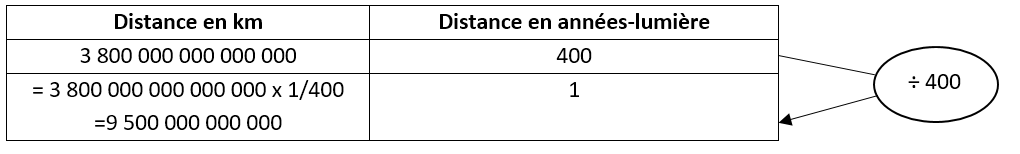 Distance en km Distance en années-lumière
3 800 000 000 000 000 400
= 3 800 000 000 000 000 x 1/400 1
=9 500 000 000 000
÷ 400